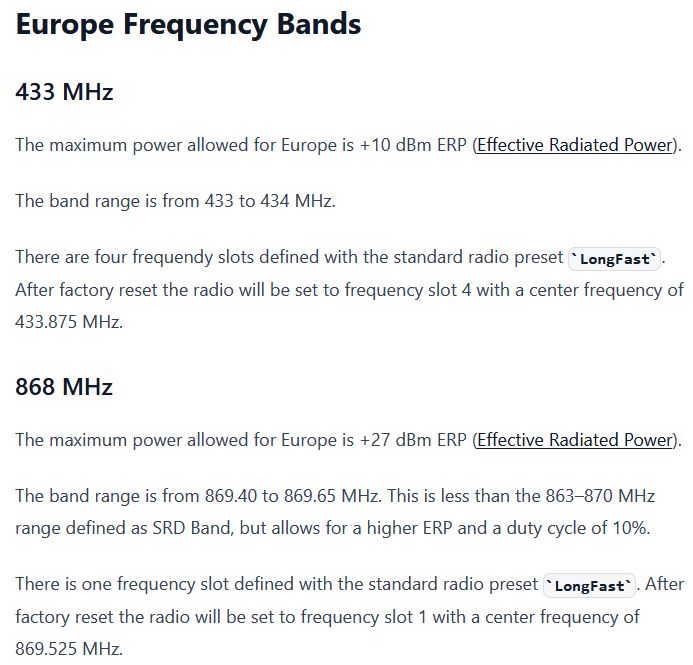 Europe Frequency Bands
433 MHz
The maximum power allowed for Europe is +10 dBm ERP (Effective Radiated Power).
The band range is from 433 to 434 MHz.
There are four frequendy slots defined with the standard radio preset `LongFast`.
After factory reset the radio will be set to frequency slot 4 with a center frequency of
433.875 MHz.
868 MHz
The maximum power allowed for Europe is +27 dBm ERP (Effective Radiated Power).
The band range is from 869.40 to 869.65 MHz. This is less than the 863–870 MHz
range defined as SRD Band, but allows for a higher ERP and a duty cycle of 10%.
There is one frequency slot defined with the standard radio preset `LongFast`. After
factory reset the radio will be set to frequency slot 1 with a center frequency of
869.525 MHz.